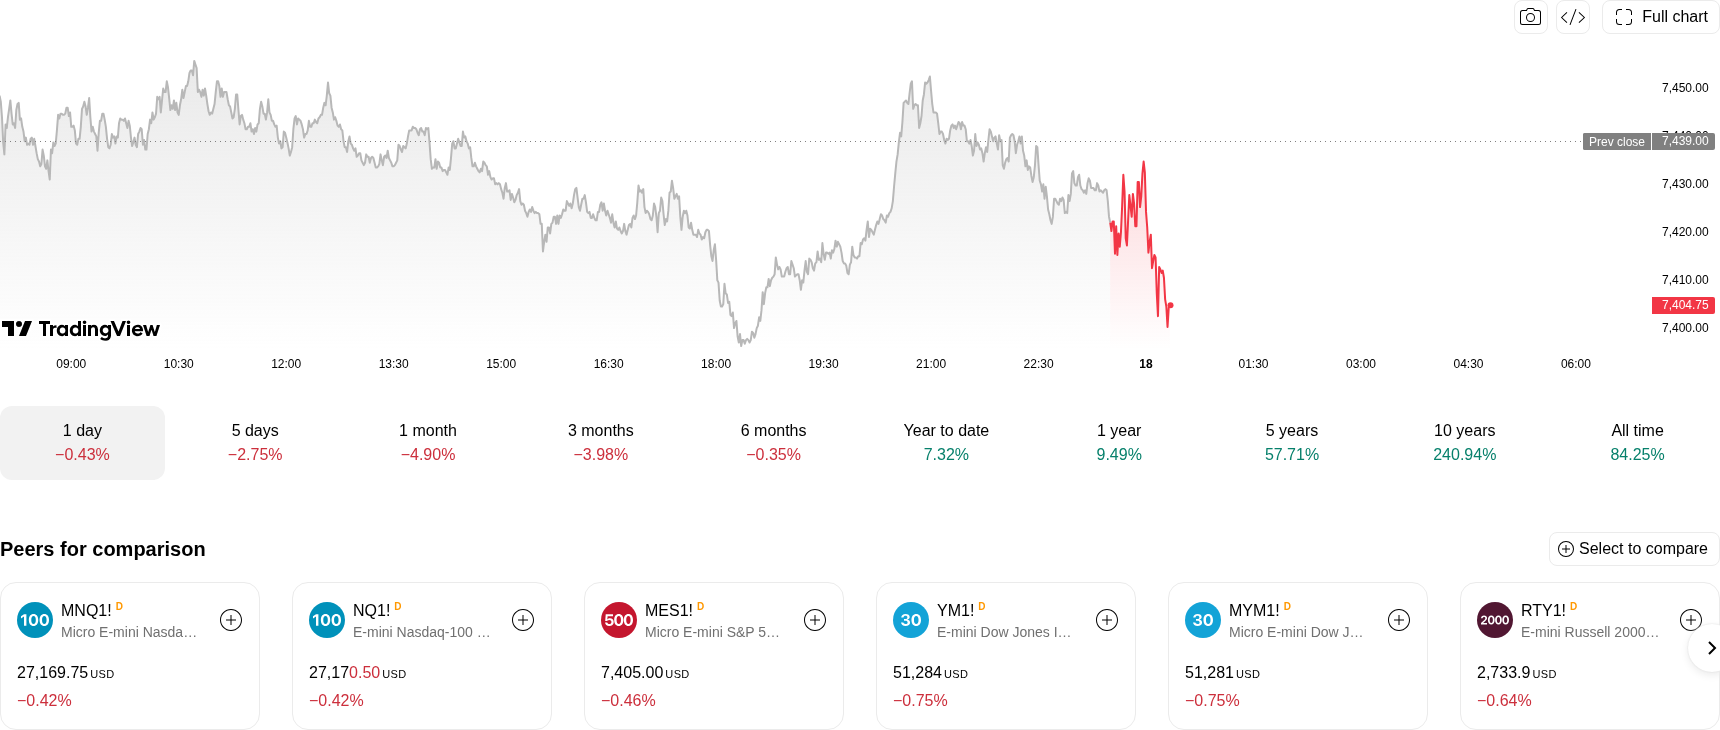 Full chart
7,450.00
Prev close 7,439.00
7,430.00
7,420.00
7,410.00
7,404.75
7,400.00
TradingView
09:00 10:30 12:00 13:30 15:00 16:30 18:00 19:30 21:00 22:30 18 01:30 03:00 04:30 06:00
1 day 5 days 1 month 3 months 6 months Year to date 1 year 5 years 10 years All time
−0.43% −2.75% −4.90% −3.98% −0.35% 7.32% 9.49% 57.71% 240.94% 84.25%
Peers for comparison
Select to compare
100
MNQ1! D
Micro E-mini Nasda…
27,169.75 USD
−0.42%
100
NQ1! D
E-mini Nasdaq-100 …
27,170.50 USD
−0.42%
500
MES1! D
Micro E-mini S&P 5…
7,405.00 USD
−0.46%
30
YM1! D
E-mini Dow Jones I…
51,284 USD
−0.75%
30
MYM1! D
Micro E-mini Dow J…
51,281 USD
−0.75%
2000
RTY1! D
E-mini Russell 2000…
2,733.9 USD
−0.64%